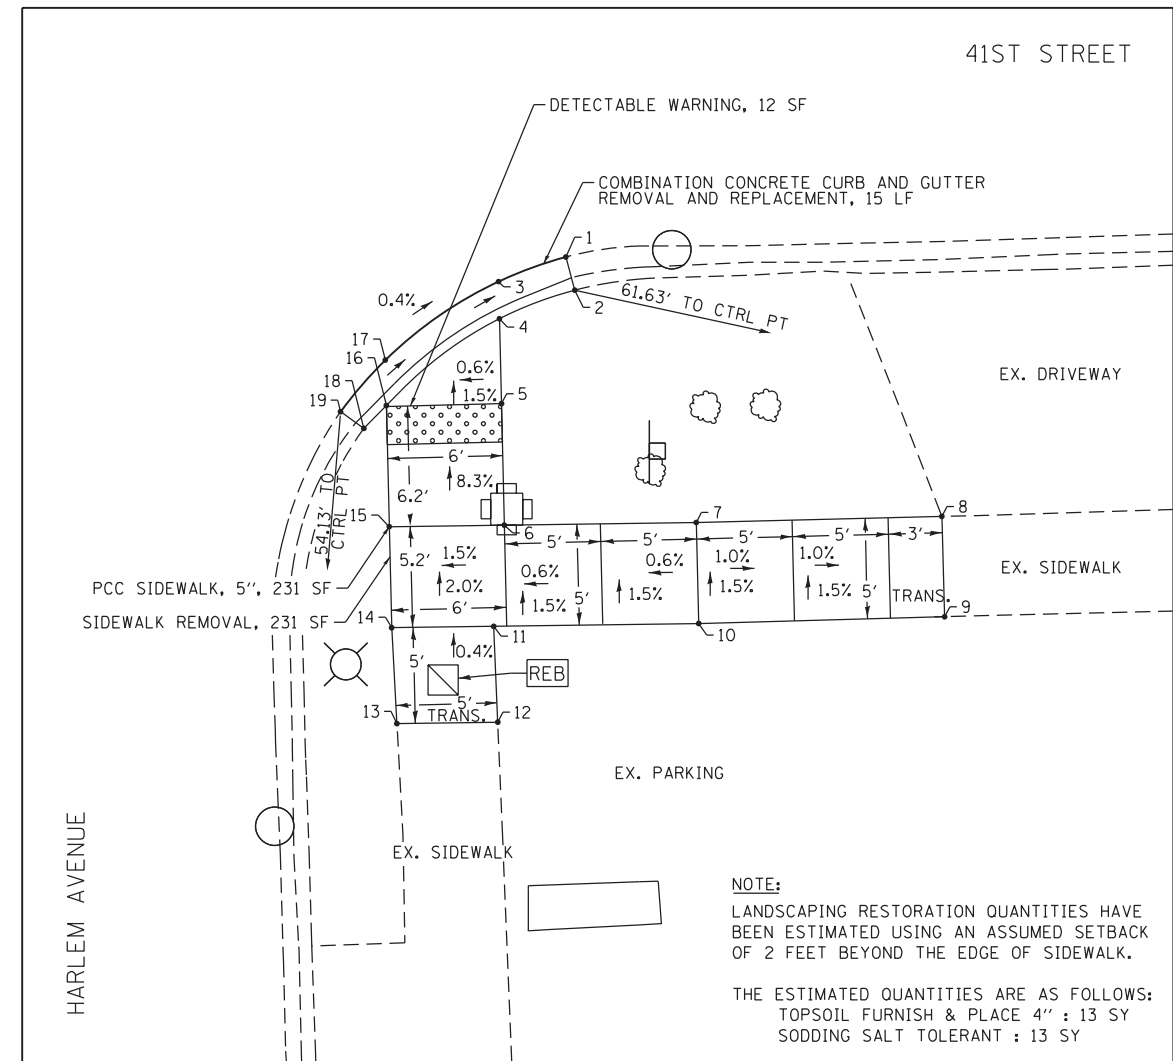 41ST STREET
DETECTABLE WARNING, 12 SF
COMBINATION CONCRETE CURB AND GUTTER
REMOVAL AND REPLACEMENT, 15 LF
1
2
61.63' TO CTRL PT
3
0.4%
4
17
16
0.6%
1.5%
5
18
19
EX. DRIVEWAY
6'
8.3%
6.2'
54.13' TO
CTRL PT
15
6
7
8
5'
5'
5'
5'
3'
5.2'
1.5%
2.0%
0.6%
1.5%
5'
0.6%
1.5%
1.0%
1.5%
1.0%
1.5%
5'
TRANS.
EX. SIDEWALK
PCC SIDEWALK, 5", 231 SF
SIDEWALK REMOVAL, 231 SF
6'
14
11
10
9
5'
0.4%
REB
5'
TRANS.
13
12
EX. PARKING
EX. SIDEWALK
HARLEM AVENUE
NOTE:
LANDSCAPING RESTORATION QUANTITIES HAVE
BEEN ESTIMATED USING AN ASSUMED SETBACK
OF 2 FEET BEYOND THE EDGE OF SIDEWALK.
THE ESTIMATED QUANTITIES ARE AS FOLLOWS:
TOPSOIL FURNISH & PLACE 4" : 13 SY
SODDING SALT TOLERANT : 13 SY